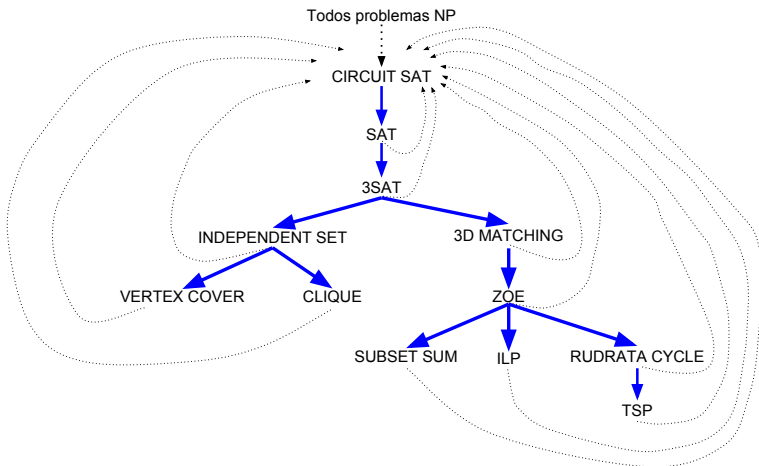 Todos problemas NP
CIRCUIT SAT
SAT
3SAT
INDEPENDENT SET
3D MATCHING
VERTEX COVER
CLIQUE
ZOE
SUBSET SUM
ILP
RUDRATA CYCLE
TSP